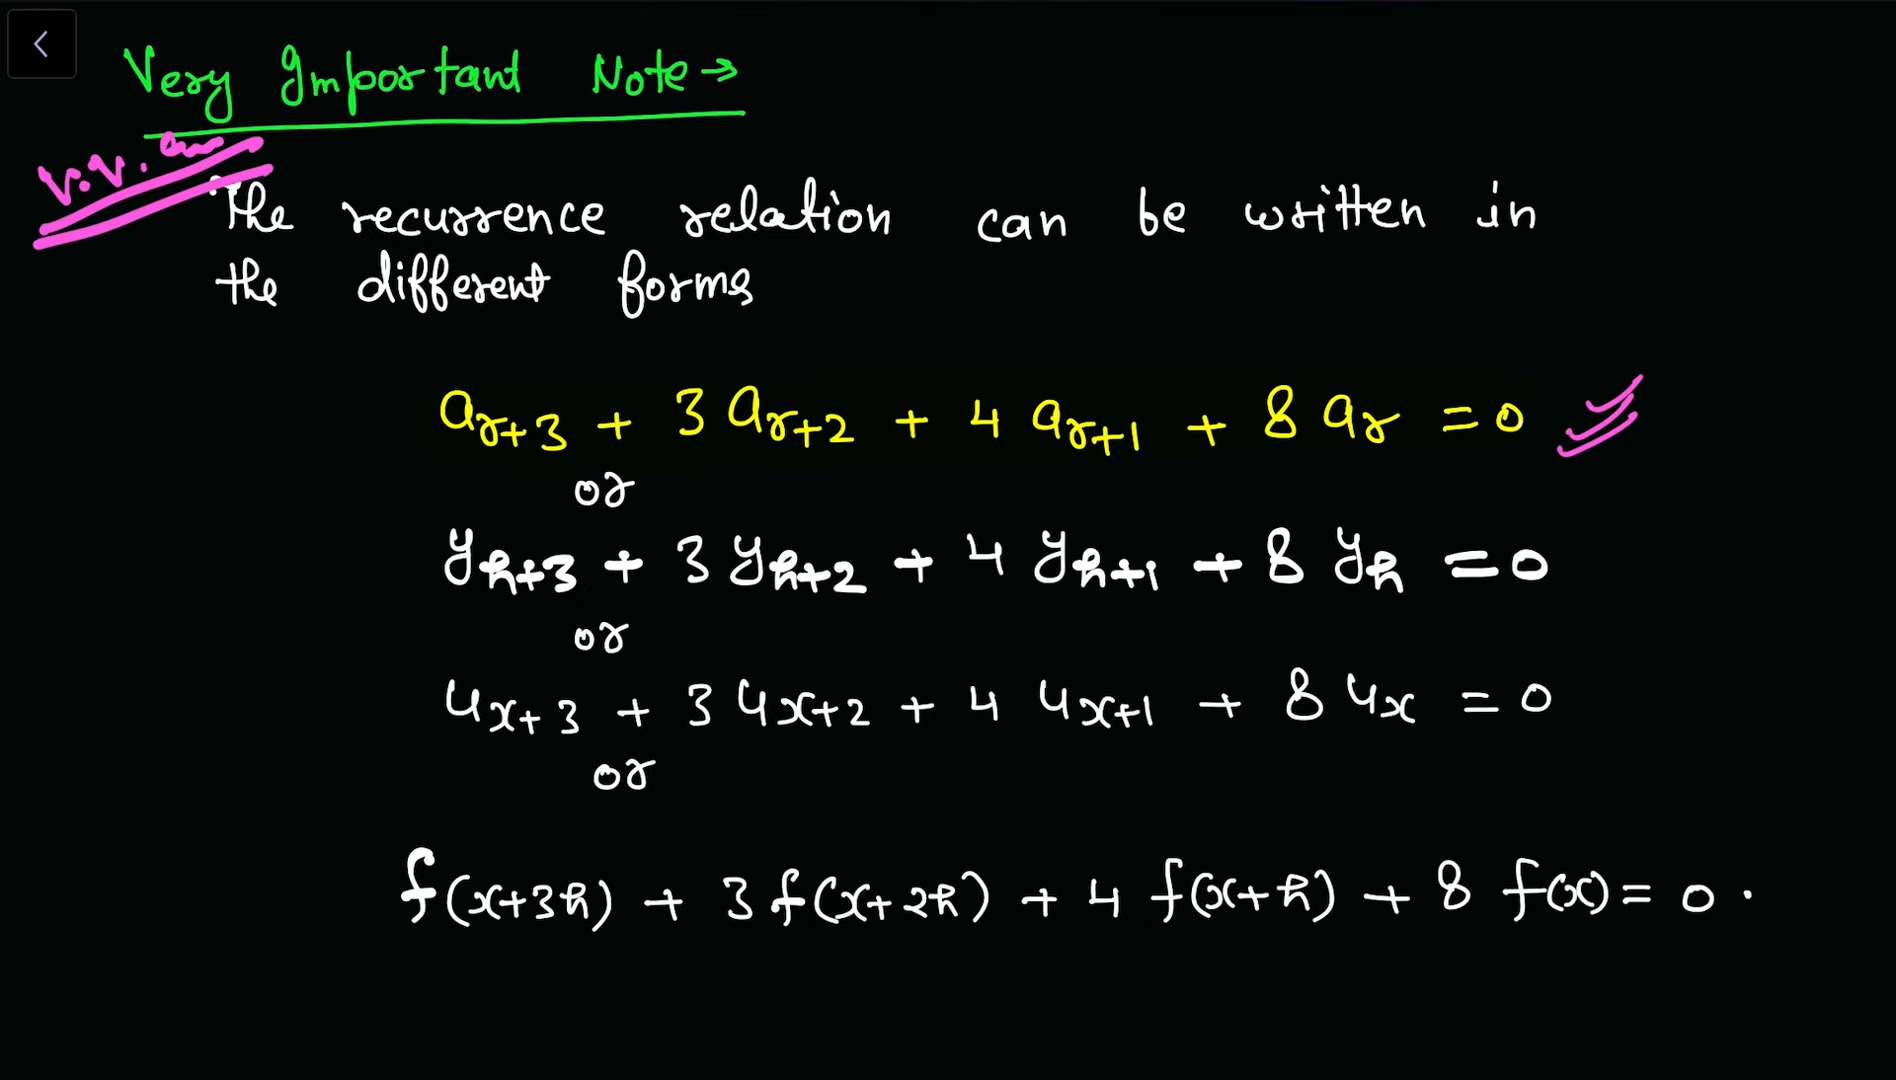 Very Important Note →
V.V.
The recurrence relation can be written in
the different forms
a_{r+3} + 3 a_{r+2} + 4 a_{r+1} + 8 a_r = 0
or
y_{h+3} + 3 y_{h+2} + 4 y_{h+1} + 8 y_h = 0
or
u_{x+3} + 3 u_{x+2} + 4 u_{x+1} + 8 u_x = 0
or
f(x+3h) + 3 f(x+2h) + 4 f(x+h) + 8 f(x) = 0 .